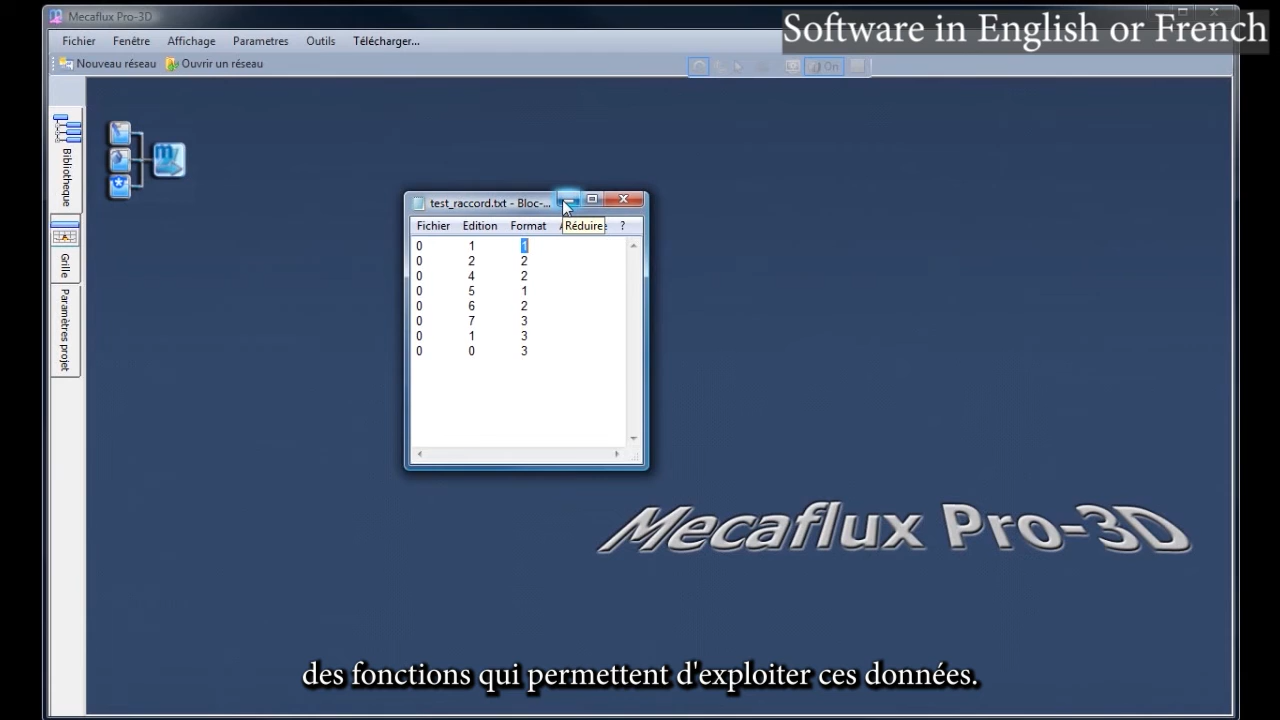 Mecaflux Pro-3D
Software in English or French
Fichier Fenêtre Affichage Parametres Outils Télécharger...
Nouveau réseau Ouvrir un réseau
On
Bibliotheque
Grille
Paramètres projet
test_raccord.txt - Bloc-...
Fichier Edition Format ?
Réduire
0 1 1
0 2 2
0 4 2
0 5 1
0 6 2
0 7 3
0 1 3
0 0 3
Mecaflux Pro-3D
des fonctions qui permettent d'exploiter ces données.